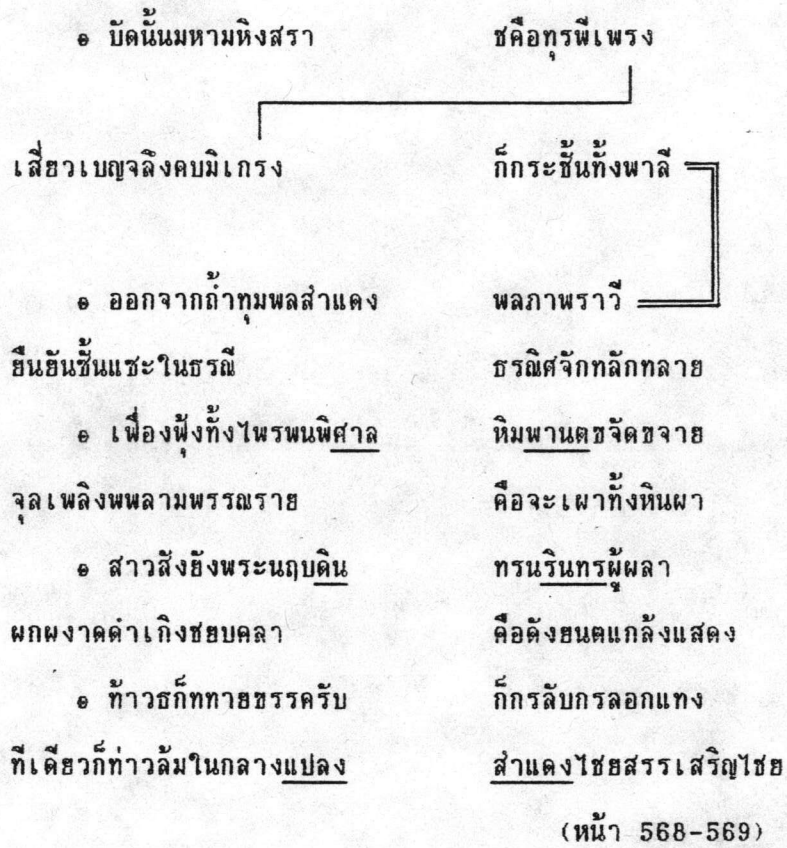 ๏ บัดนั้นมหามหิงสรา ชคือทุรพีเพรง
เสี่ยวเบญจลึงคบมิเกรง ก็กระชั้นทั้งพาลี
๏ ออกจากถ้ำทุมพลสำแดง พลภาพราวี
ยืนยันชั้นแชะในธรณี ธรณิศจักทลักทลาย
๏ เพื่องฟุ้งทั้งไพรพนพิศาล หิมพานตขจัดขจาย
จุลเพลิงพพลามพรรณราย คือจะเผาทั้งหินผา
๏ สาวสังยังพระนฤบดิน ทรนรินทรผู้ผลา
ผกผงาดดำเกิงชยบคลา คือดังยนตแกล้งแสดง
๏ ท้าวธก็ททายขรรครับ ก็กรลับกรลอกแทง
ทีเดียวก็ท่าวล้มในกลางแปลง สำแดงไชยสรรเสริญไชย
(หน้า 568-569)